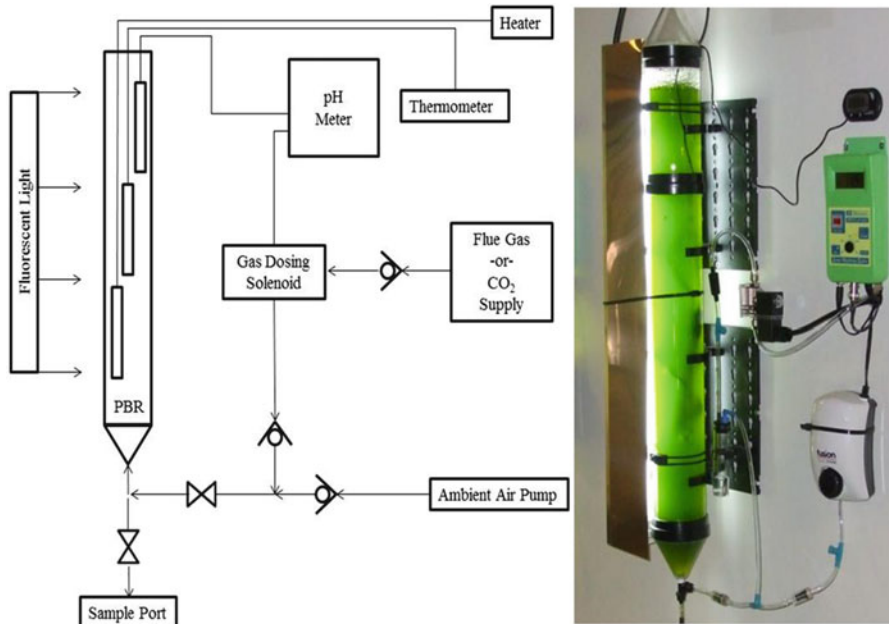 Heater
pH
Meter
Thermometer
Fluorescent Light
Gas Dosing
Solenoid
Flue Gas
-or-
CO₂
Supply
PBR
Ambient Air Pump
Sample Port
fusion